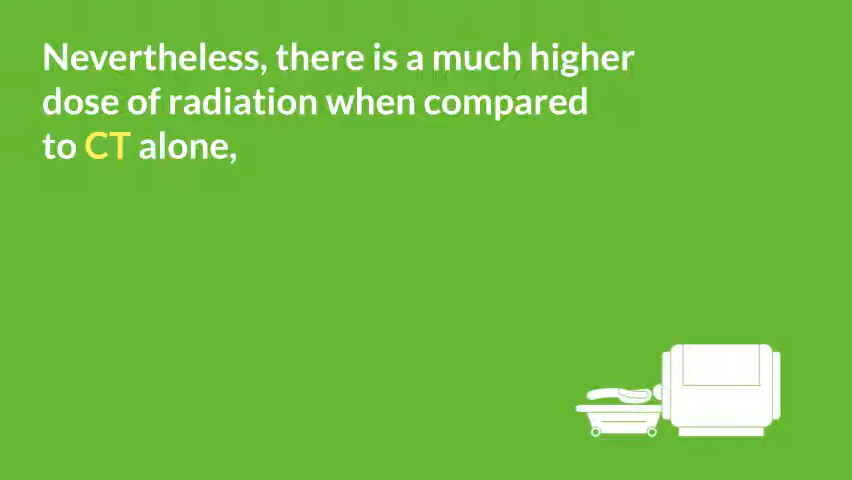 Nevertheless, there is a much higher
dose of radiation when compared
to CT alone,